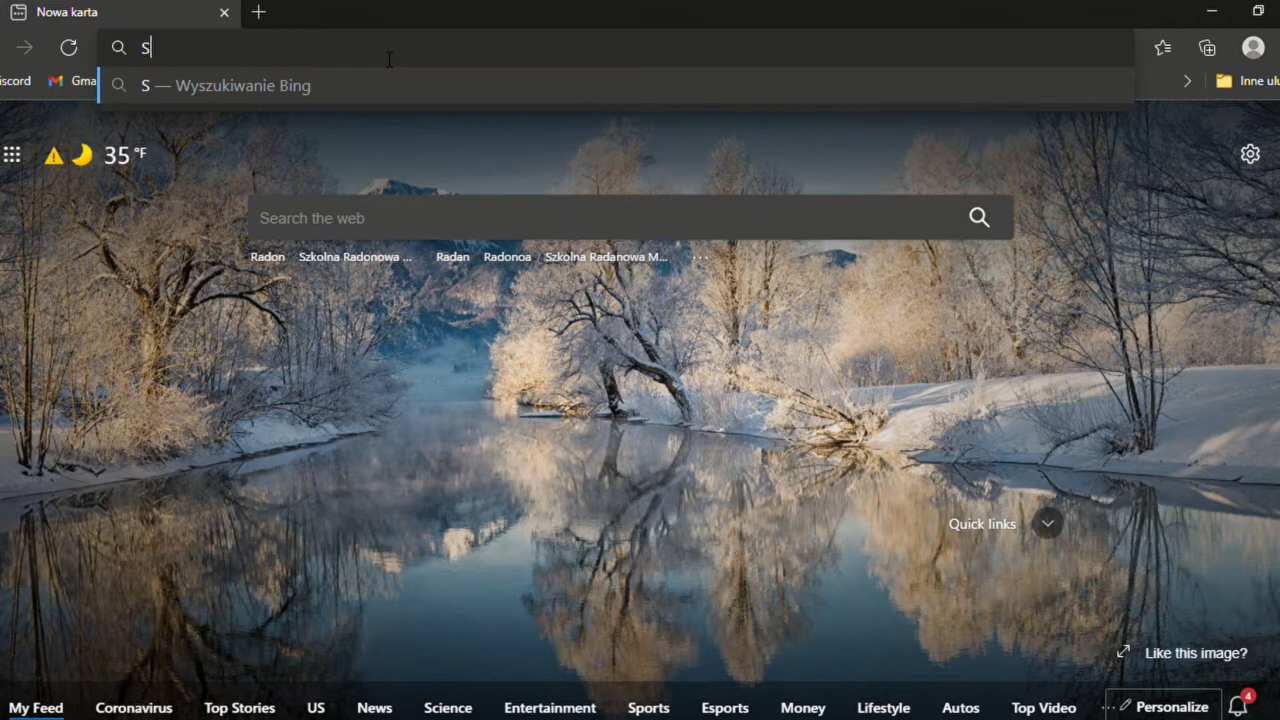 Nowa karta
S
iscord Gma Inne ulu
S — Wyszukiwanie Bing
35 °F
Search the web
Radon Szkolna Radonowa ... Radan Radonoa Szkolna Radanowa M... ...
Quick links
Like this image?
My Feed Coronavirus Top Stories US News Science Entertainment Sports Esports Money Lifestyle Autos Top Video ... Personalize 4